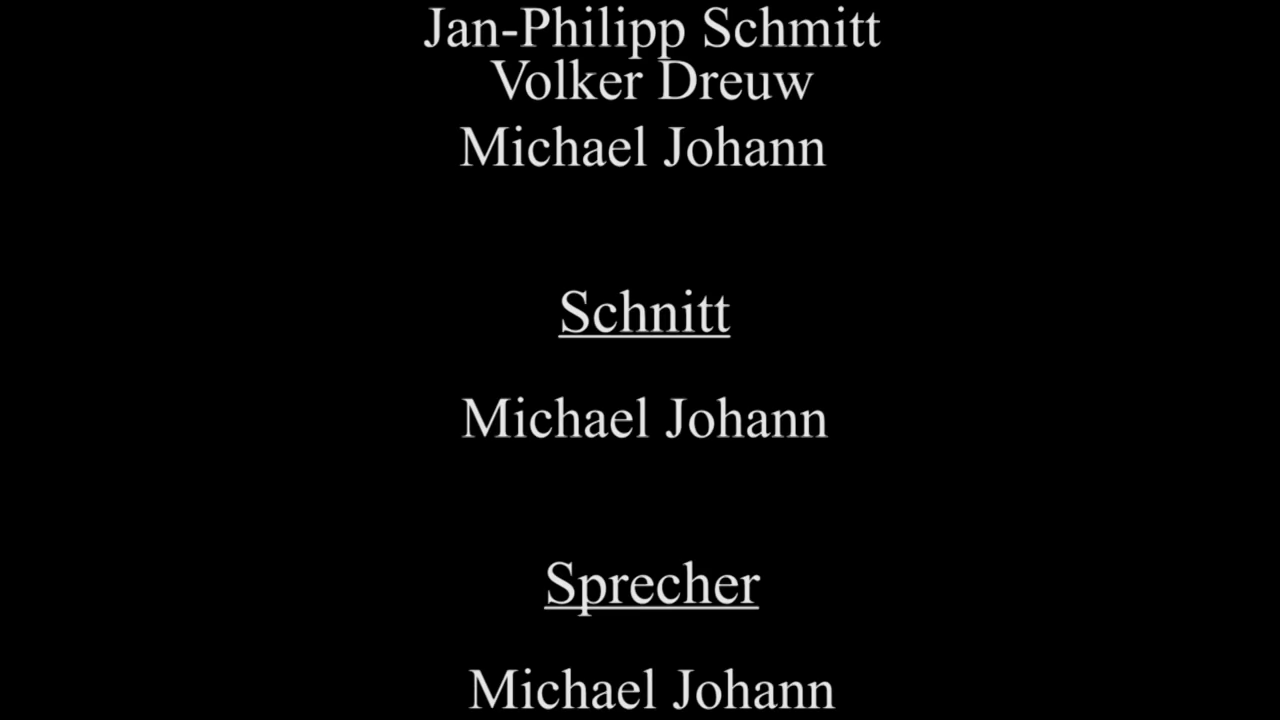 Jan-Philipp Schmitt
Volker Dreuw
Michael Johann
Schnitt
Michael Johann
Sprecher
Michael Johann